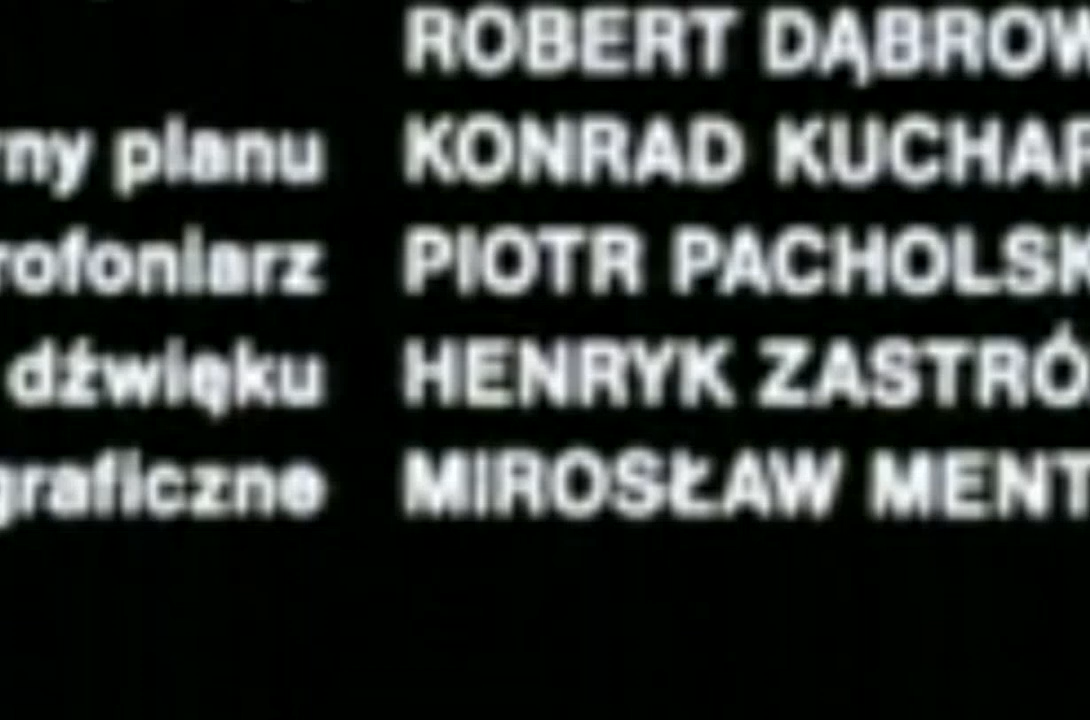 ROBERT DĄBROW
rny planu KONRAD KUCHAR
rofoniarz PIOTR PACHOLSK
dźwięku HENRYK ZASTRÓ
graficzne MIROSŁAW MENT